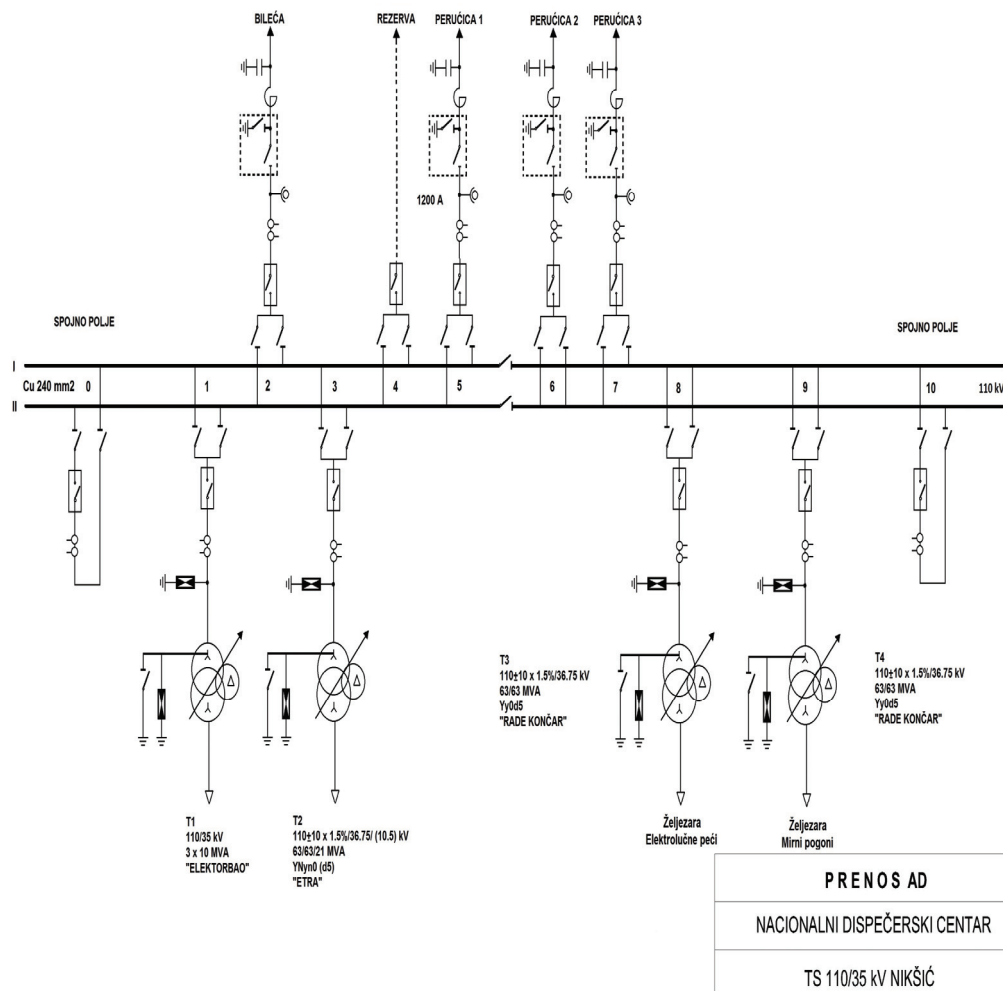 BILEĆA
REZERVA
PERUĆICA 1
PERUĆICA 2
PERUĆICA 3
1200 A
SPOJNO POLJE
SPOJNO POLJE
I
Cu 240 mm2 0 1 2 3 4 5 6 7 8 9 10 110 kV
II
T3
110±10 x 1.5%/36.75 kV
63/63 MVA
Yy0d5
"RADE KONČAR"
T4
110±10 x 1.5%/36.75 kV
63/63 MVA
Yy0d5
"RADE KONČAR"
T1
110/35 kV
3 x 10 MVA
"ELEKTORBAO"
T2
110±10 x 1.5%/36.75/ (10.5) kV
63/63/21 MVA
YNyn0 (d5)
"ETRA"
Željezara
Elektrolučne peći
Željezara
Mirni pogoni
PRENOS AD
NACIONALNI DISPEČERSKI CENTAR
TS 110/35 kV NIKŠIĆ